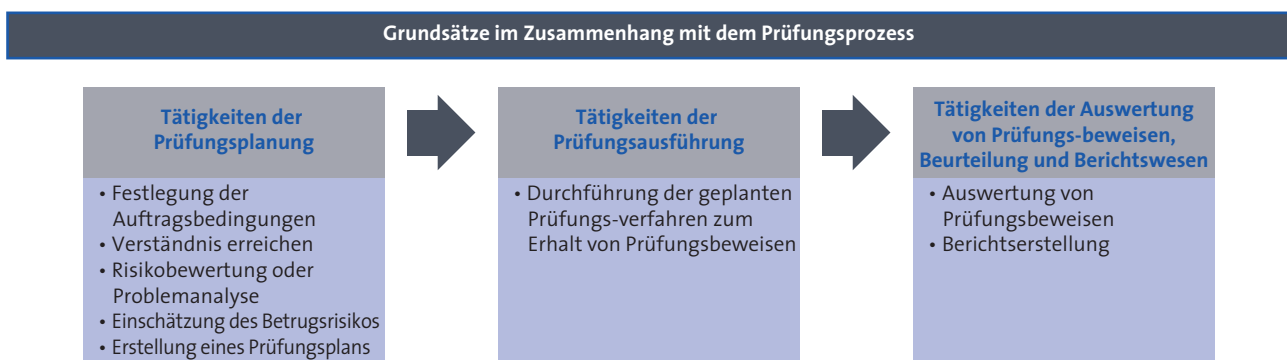 Grundsätze im Zusammenhang mit dem Prüfungsprozess
Tätigkeiten der
Prüfungsplanung
• Festlegung der
Auftragsbedingungen
• Verständnis erreichen
• Risikobewertung oder
Problemanalyse
• Einschätzung des Betrugsrisikos
• Erstellung eines Prüfungsplans
Tätigkeiten der
Prüfungsausführung
• Durchführung der geplanten
Prüfungs-verfahren zum
Erhalt von Prüfungsbeweisen
Tätigkeiten der Auswertung
von Prüfungs-beweisen,
Beurteilung und Berichtswesen
• Auswertung von
Prüfungsbeweisen
• Berichtserstellung